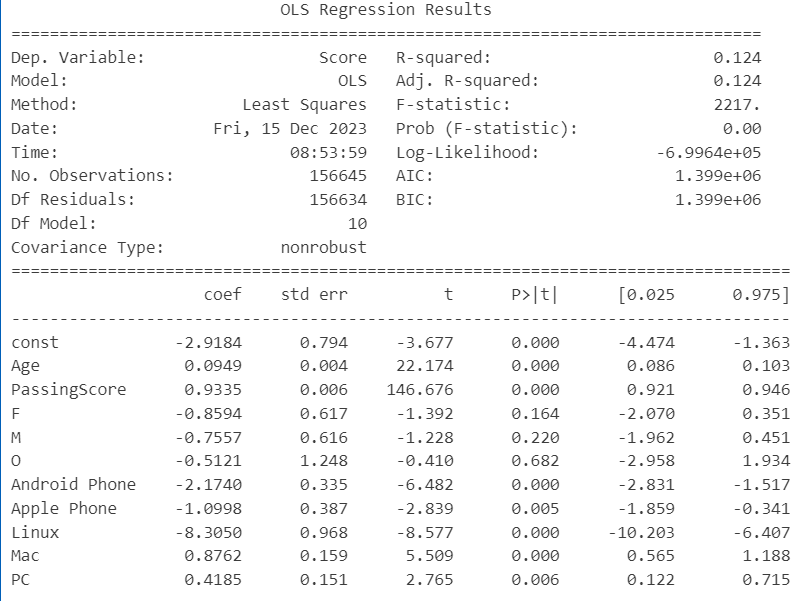 OLS Regression Results
==============================================================================
Dep. Variable: Score R-squared: 0.124
Model: OLS Adj. R-squared: 0.124
Method: Least Squares F-statistic: 2217.
Date: Fri, 15 Dec 2023 Prob (F-statistic): 0.00
Time: 08:53:59 Log-Likelihood: -6.9964e+05
No. Observations: 156645 AIC: 1.399e+06
Df Residuals: 156634 BIC: 1.399e+06
Df Model: 10
Covariance Type: nonrobust
=================================================================================
coef std err t P>|t| [0.025 0.975]
---------------------------------------------------------------------------------
const -2.9184 0.794 -3.677 0.000 -4.474 -1.363
Age 0.0949 0.004 22.174 0.000 0.086 0.103
PassingScore 0.9335 0.006 146.676 0.000 0.921 0.946
F -0.8594 0.617 -1.392 0.164 -2.070 0.351
M -0.7557 0.616 -1.228 0.220 -1.962 0.451
O -0.5121 1.248 -0.410 0.682 -2.958 1.934
Android Phone -2.1740 0.335 -6.482 0.000 -2.831 -1.517
Apple Phone -1.0998 0.387 -2.839 0.005 -1.859 -0.341
Linux -8.3050 0.968 -8.577 0.000 -10.203 -6.407
Mac 0.8762 0.159 5.509 0.000 0.565 1.188
PC 0.4185 0.151 2.765 0.006 0.122 0.715